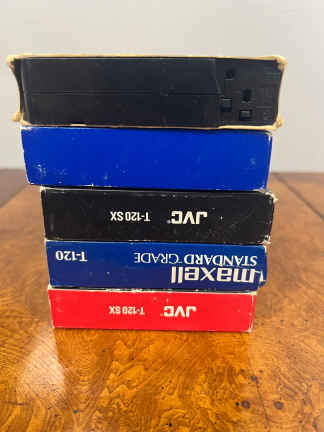 JVC T-120 SX
maxell
STANDARD GRADE T-120
JVC T-120 SX